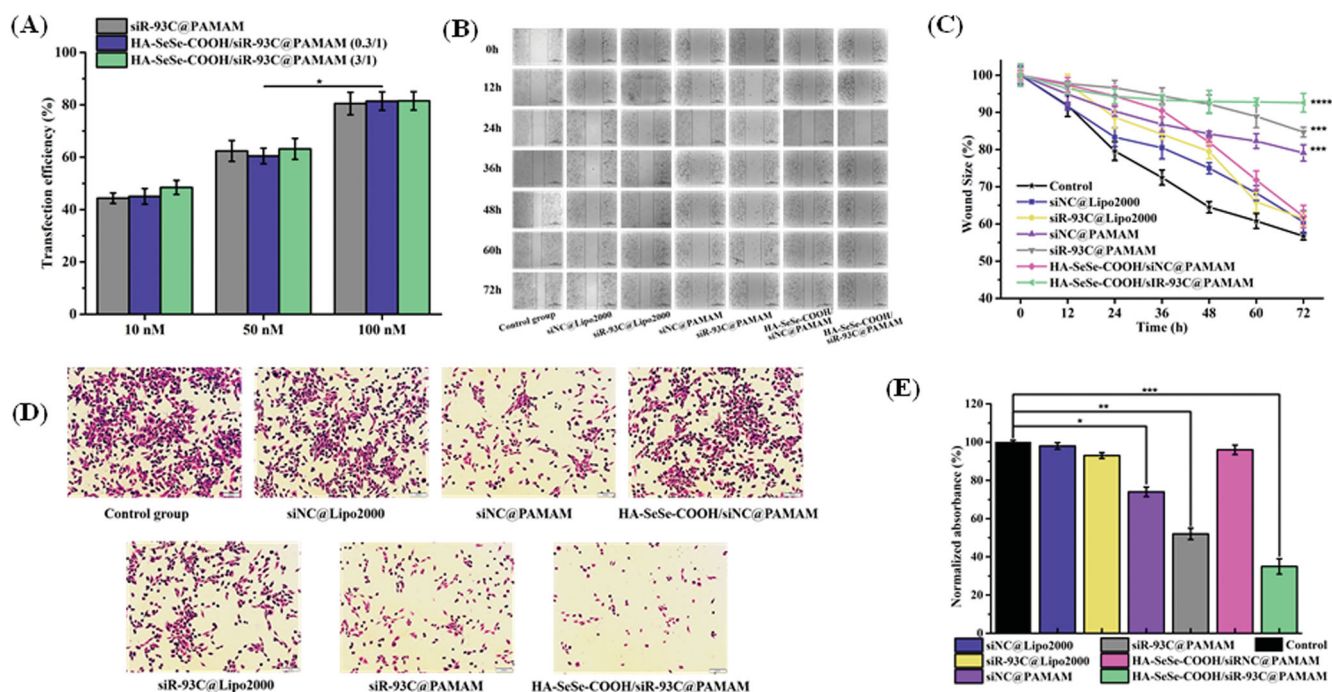 (A)
siR-93C@PAMAM
HA-SeSe-COOH/siR-93C@PAMAM (0.3/1)
HA-SeSe-COOH/siR-93C@PAMAM (3/1)
Transfection efficiency (%)
100
80
60
40
20
0
*
10 nM
50 nM
100 nM
(B)
0h
12h
24h
36h
48h
60h
72h
Control group
siNC@Lipo2000
siR-93C@Lipo2000
siNC@PAMAM
siR-93C@PAMAM
HA-SeSe-COOH/
siNC@PAMAM
HA-SeSe-COOH/
siR-93C@PAMAM
(C)
Wound Size (%)
100
90
80
70
60
50
40
****
***
***
Control
siNC@Lipo2000
siR-93C@Lipo2000
siNC@PAMAM
siR-93C@PAMAM
HA-SeSe-COOH/siNC@PAMAM
HA-SeSe-COOH/sIR-93C@PAMAM
0
12
24
36
48
60
72
Time (h)
(D)
Control group
siNC@Lipo2000
siNC@PAMAM
HA-SeSe-COOH/siNC@PAMAM
siR-93C@Lipo2000
siR-93C@PAMAM
HA-SeSe-COOH/siR-93C@PAMAM
(E)
Normalized absorbance (%)
120
100
80
60
40
20
0
***
**
*
siNC@Lipo2000
siR-93C@PAMAM
Control
siR-93C@Lipo2000
HA-SeSe-COOH/siRNC@PAMAM
siNC@PAMAM
HA-SeSe-COOH/siR-93C@PAMAM